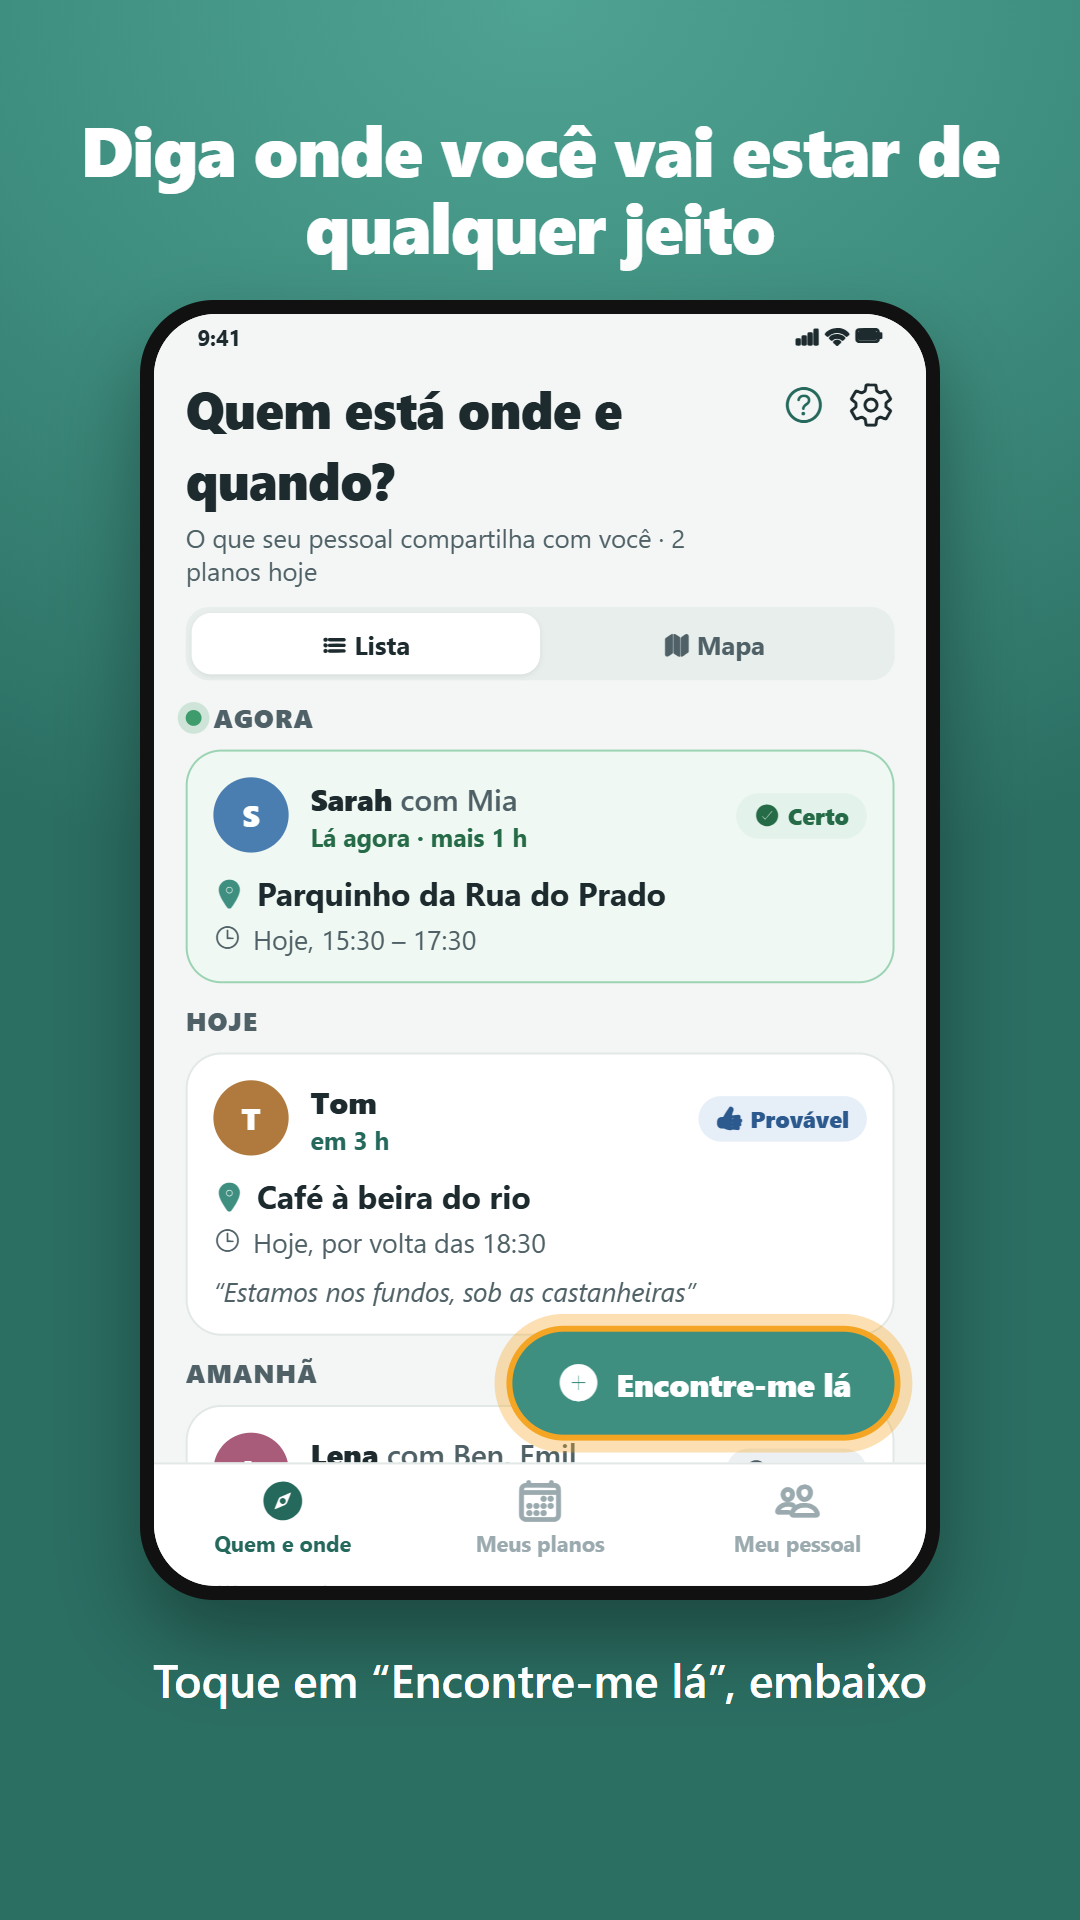 Diga onde você vai estar de
qualquer jeito
9:41
Quem está onde e
quando?
O que seu pessoal compartilha com você · 2
planos hoje
Lista
Mapa
AGORA
S
Sarah com Mia
Lá agora · mais 1 h
Certo
Parquinho da Rua do Prado
Hoje, 15:30 – 17:30
HOJE
T
Tom
em 3 h
Provável
Café à beira do rio
Hoje, por volta das 18:30
“Estamos nos fundos, sob as castanheiras”
AMANHÃ
Encontre-me lá
Lena com Ben, Emil
Quem e onde
Meus planos
Meu pessoal
Toque em “Encontre-me lá”, embaixo